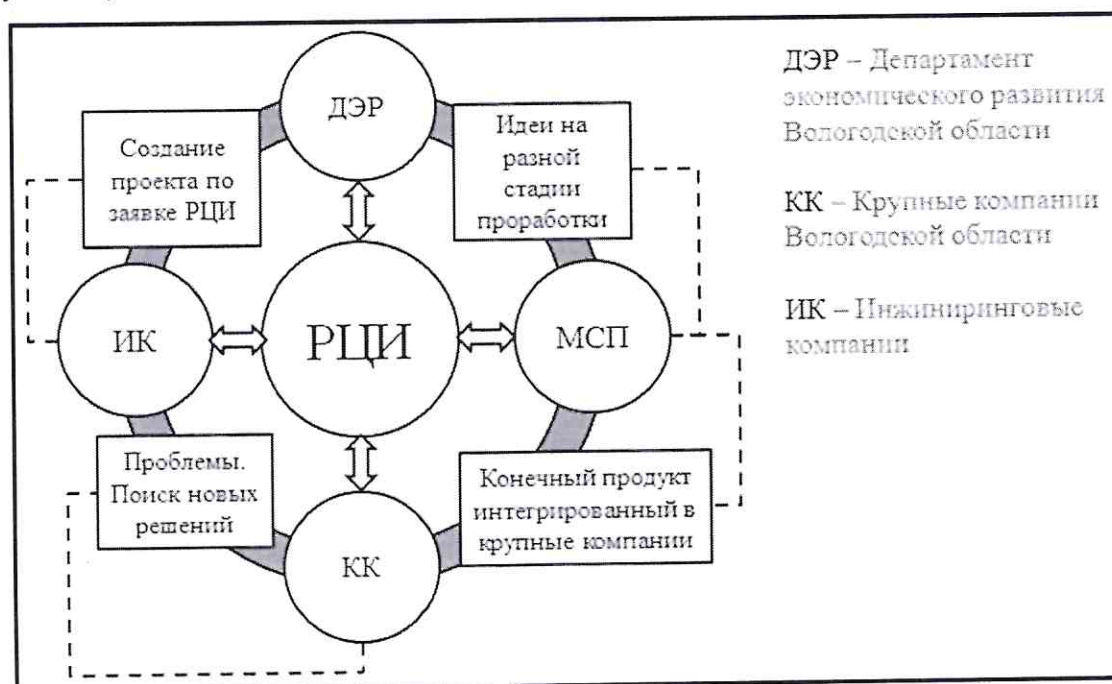 ДЭР
Создание
проекта по
заявке РЦИ
Идеи на
разной
стадии
проработки
ИК
РЦИ
МСП
Проблемы.
Поиск новых
решений
КК
Конечный продукт
интегрированный в
крупные компании
ДЭР – Департамент
экономического развития
Вологодской области
КК – Крупные компании
Вологодской области
ИК – Инжиниринговые
компании